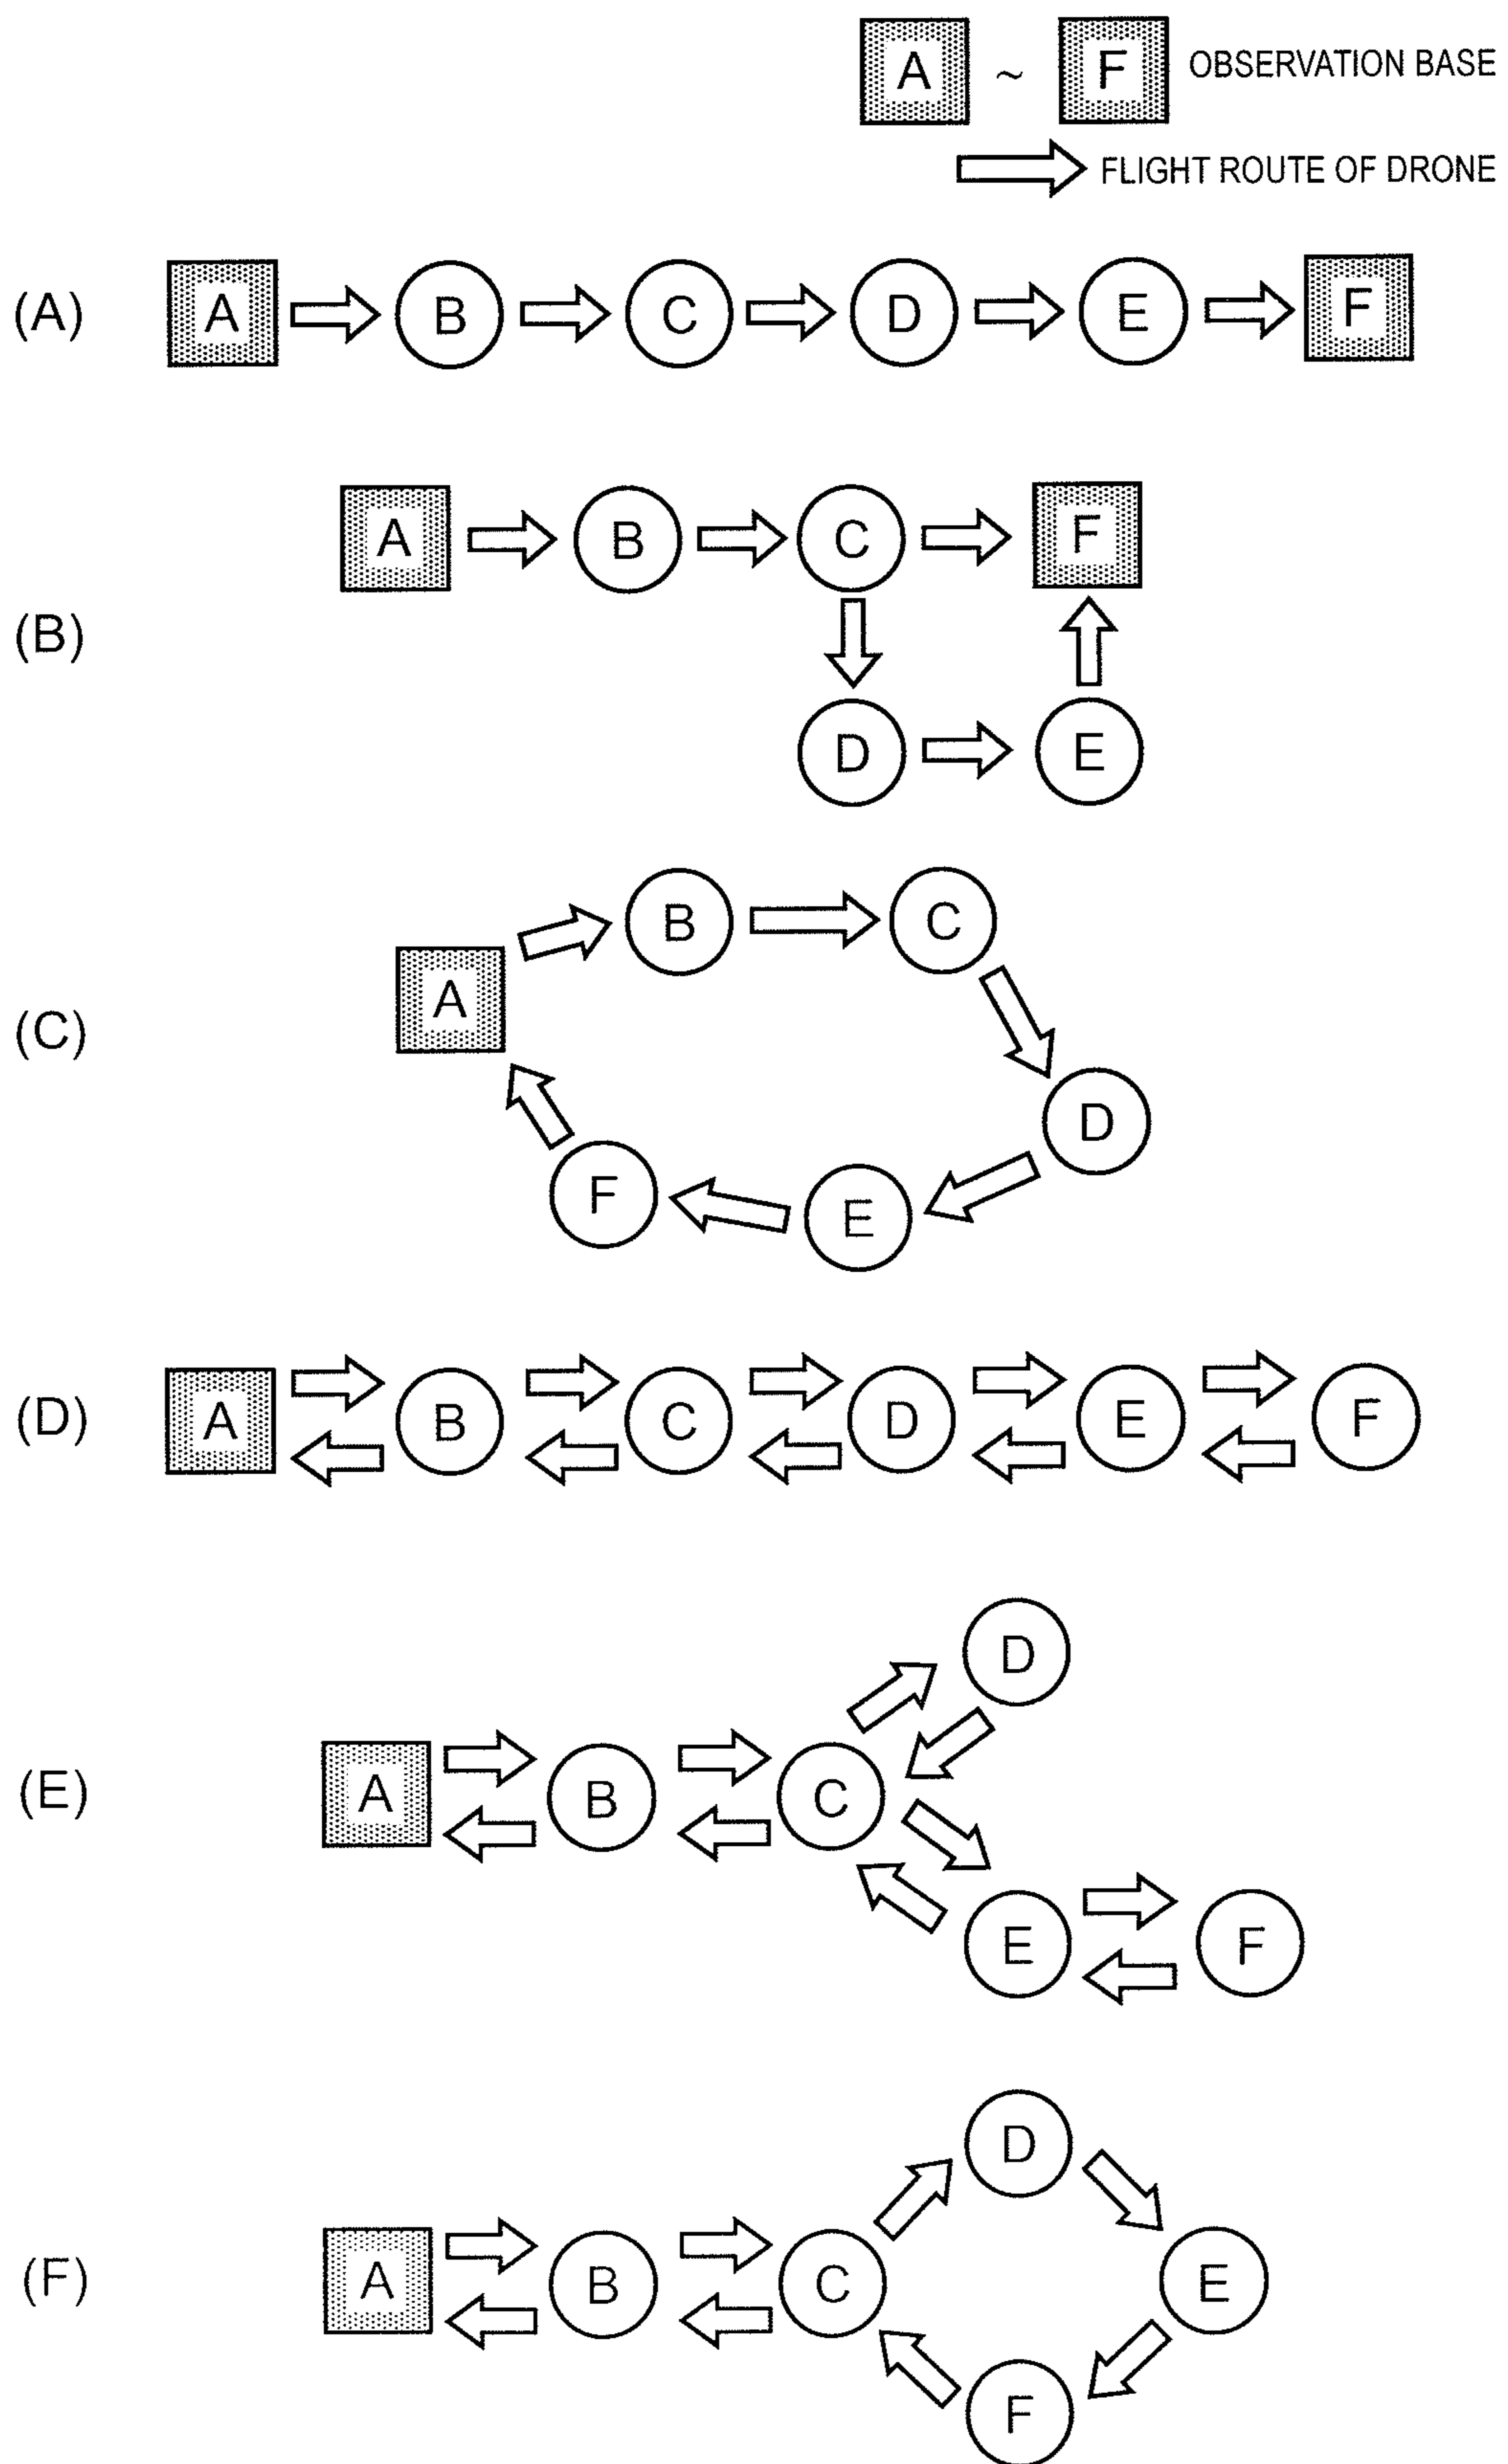 A ~ F OBSERVATION BASE
FLIGHT ROUTE OF DRONE
(A) A B C D E F
(B) A B C F
D E
(C) A B C
D
F E
(D) A B C D E F
(E) A B C D
E F
(F) A B C D E
F